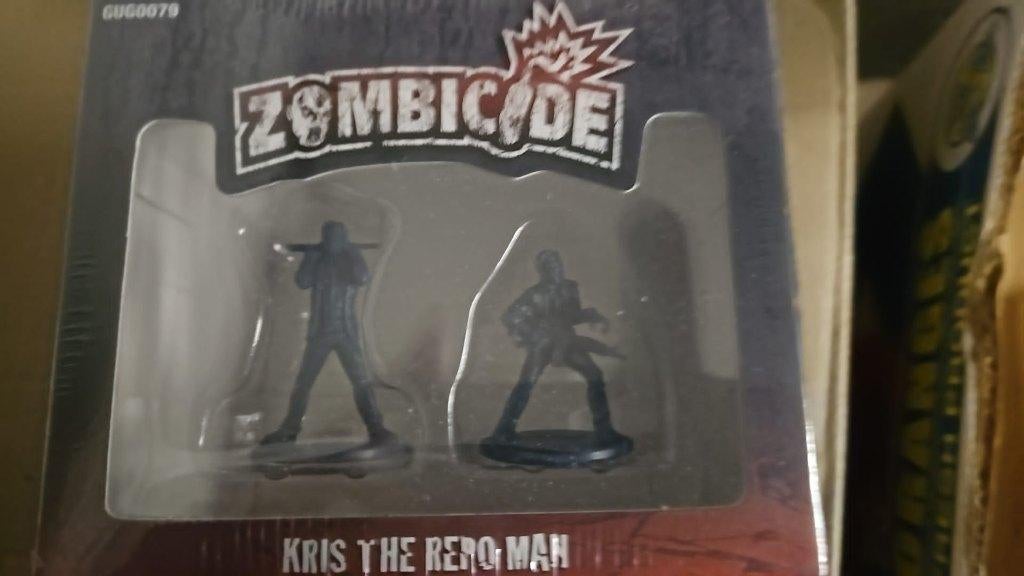 GUG0079
ZOMBICIDE
KRIS THE REPO MAN